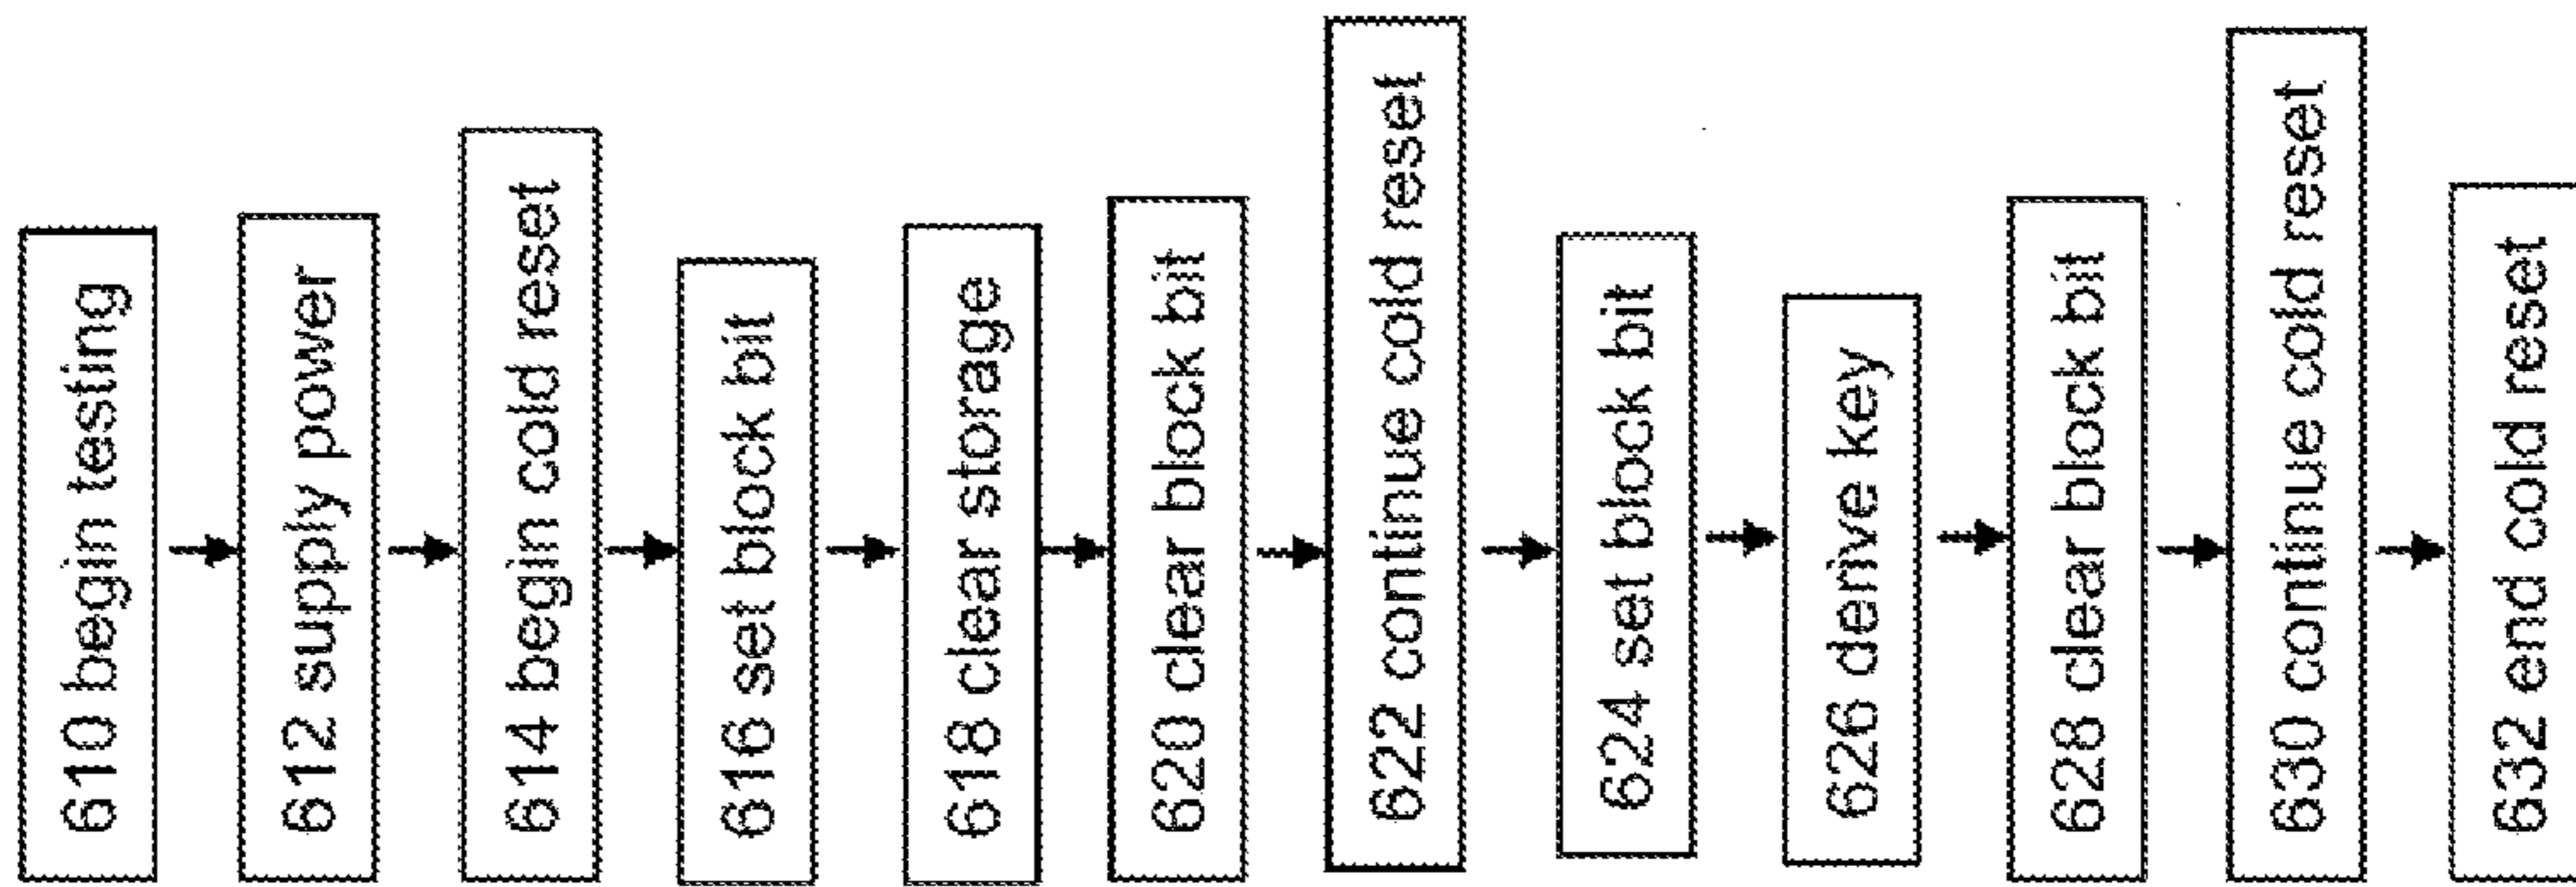 610 begin testing
612 supply power
614 begin cold reset
616 set block bit
618 clear storage
620 clear block bit
622 continue cold reset
624 set block bit
626 derive key
628 clear block bit
630 continue cold reset
632 end cold reset